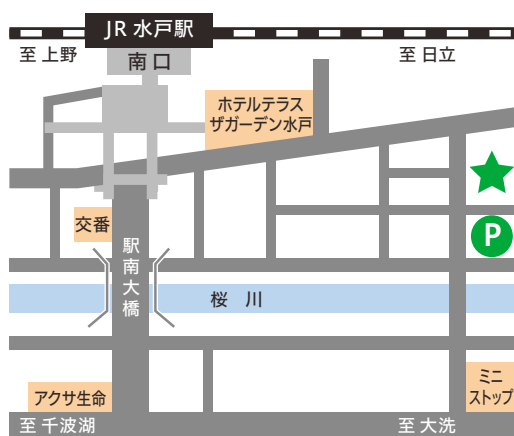 JR 水戸駅
至 上野
南口
至 日立
ホテルテラス
ザガーデン水戸
交番
駅南大橋
P
桜 川
アクサ生命
ミニ
ストップ
至 千波湖
至 大洗